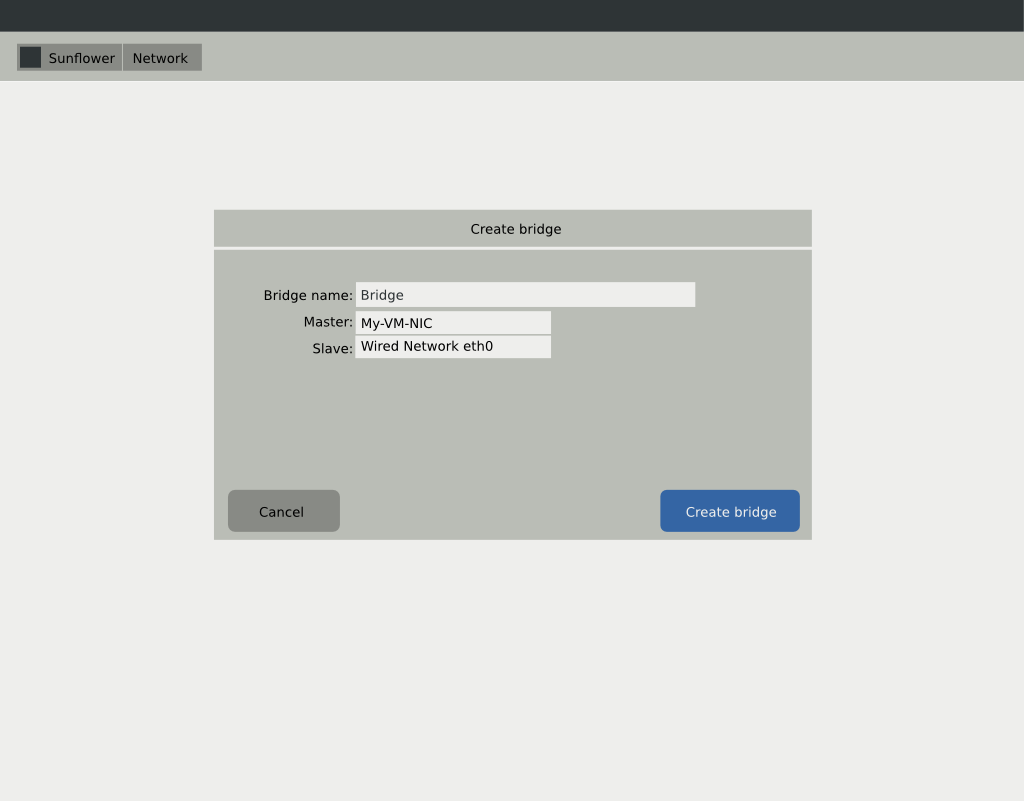 Sunflower Network
Create bridge
Bridge name: Bridge
Master: My-VM-NIC
Slave: Wired Network eth0
Cancel Create bridge